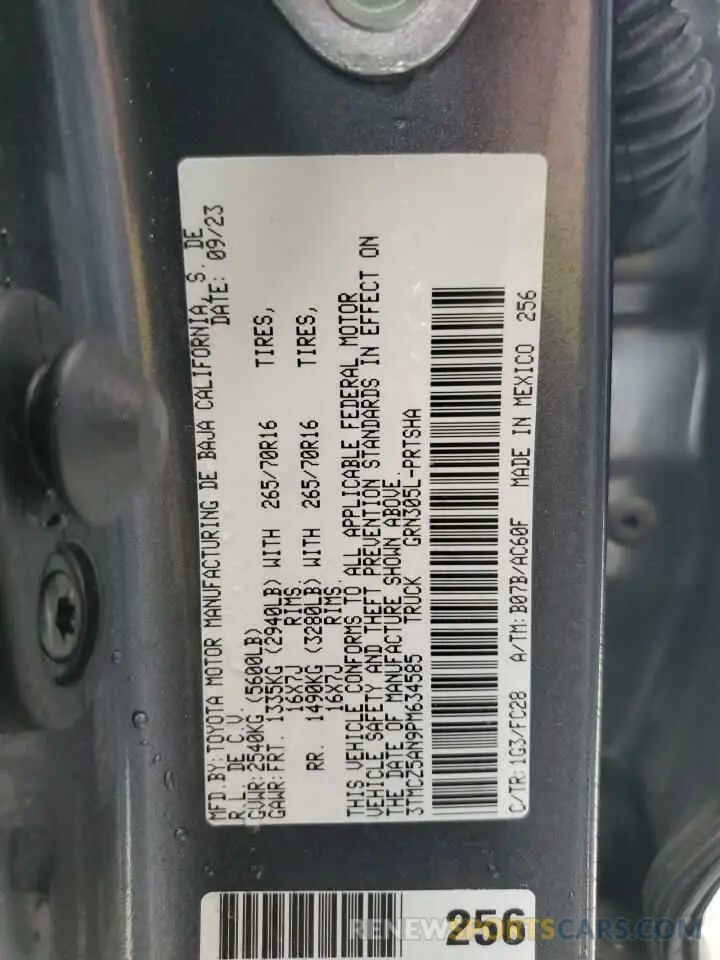 MFD.BY:TOYOTA MOTOR MANUFACTURING DE BAJA CALIFORNIA, S. DE
R.L. DE C.V. DATE: 09/23
GVWR:2540KG (5600LB)
GAWR:FRT. 1335KG (2940LB) WITH 265/70R16 TIRES,
16X7J RIMS
RR. 1490KG (3280LB) WITH 265/70R16 TIRES,
16X7J RIMS.
THIS VEHICLE CONFORMS TO ALL APPLICABLE FEDERAL MOTOR
VEHICLE SAFETY AND THEFT PREVENTION STANDARDS IN EFFECT ON
THE DATE OF MANUFACTURE SHOWN ABOVE.
3TMCZ5AN9PM634585 TRUCK GRN305L-PRTSHA
C/TR:1G3/FC28 A/TM:B07B/AC60F MADE IN MEXICO 256
256
RENEWSPORTSCARS.COM